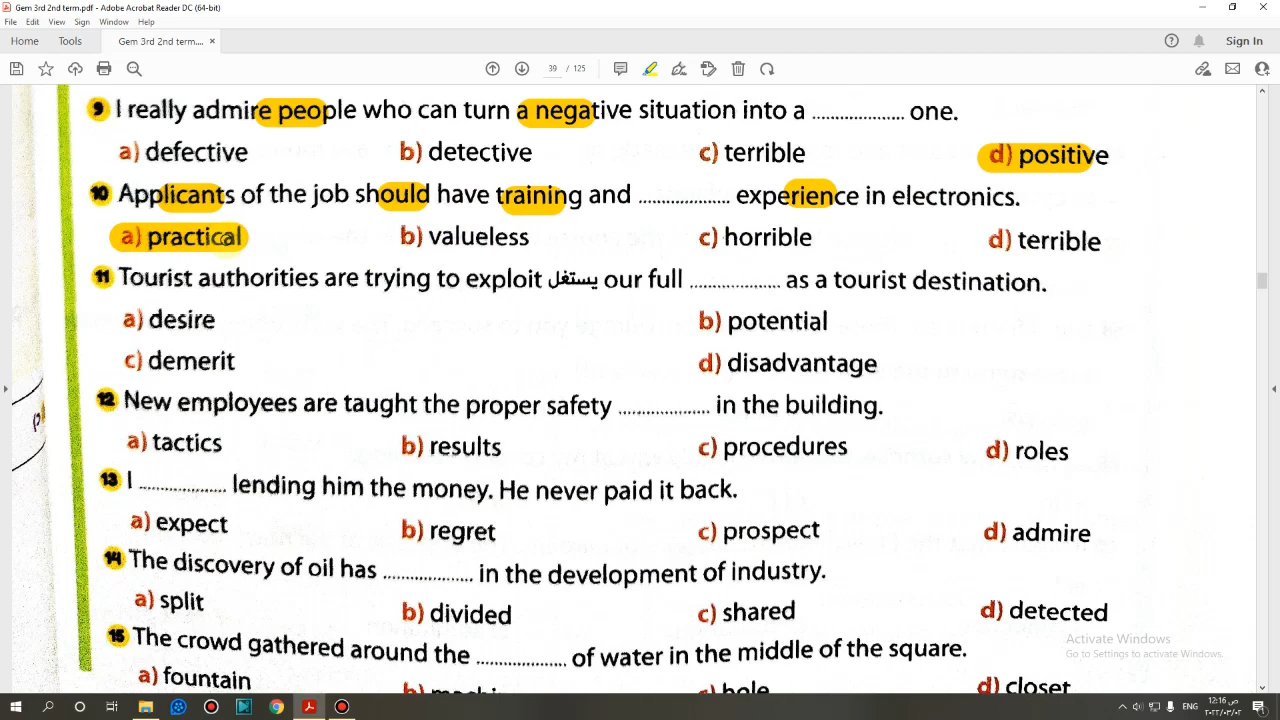 Gem 3rd 2nd term.pdf - Adobe Acrobat Reader DC (64-bit)
File Edit View Sign Window Help
Home Tools Gem 3rd 2nd term.... × Sign In
39 / 125
9 I really admire people who can turn a negative situation into a .................... one.
a) defective b) detective c) terrible d) positive
10 Applicants of the job should have training and .................... experience in electronics.
a) practical b) valueless c) horrible d) terrible
11 Tourist authorities are trying to exploit يستغل our full .................... as a tourist destination.
a) desire b) potential
c) demerit d) disadvantage
12 New employees are taught the proper safety .................... in the building.
a) tactics b) results c) procedures d) roles
13 I .................... lending him the money. He never paid it back.
a) expect b) regret c) prospect d) admire
14 The discovery of oil has .................... in the development of industry.
a) split b) divided c) shared d) detected
15 The crowd gathered around the .................... of water in the middle of the square.
a) fountain c) hole d) closet
Activate Windows
Go to Settings to activate Windows.
ENG 12:16 ص
٢٠٢٢/٠٢/٠٢